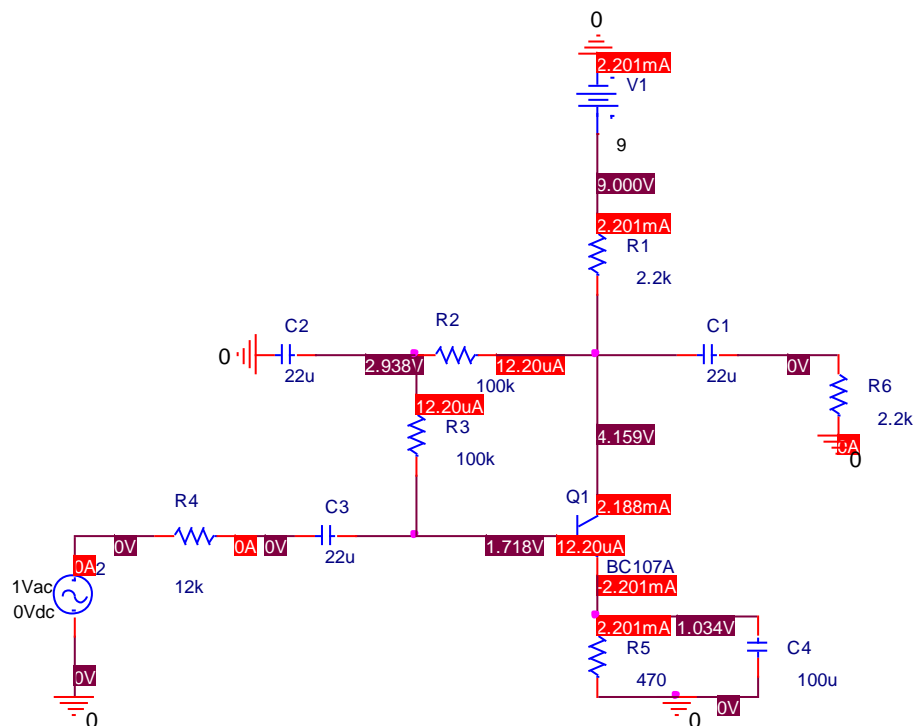 0
2.201mA
V1
9
9.000V
2.201mA
R1
2.2k
C2
R2
C1
0
2.938V
12.20uA
0V
22u
100k
22u
R6
12.20uA
2.2k
R3
0A
100k
4.159V
0
Q1
R4
C3
2.188mA
0V
0A
0V
22u
1.718V
12.20uA
BC107A
0A
2
1Vac
12k
-2.201mA
0Vdc
2.201mA
1.034V
R5
C4
0V
470
100u
0V
0
0